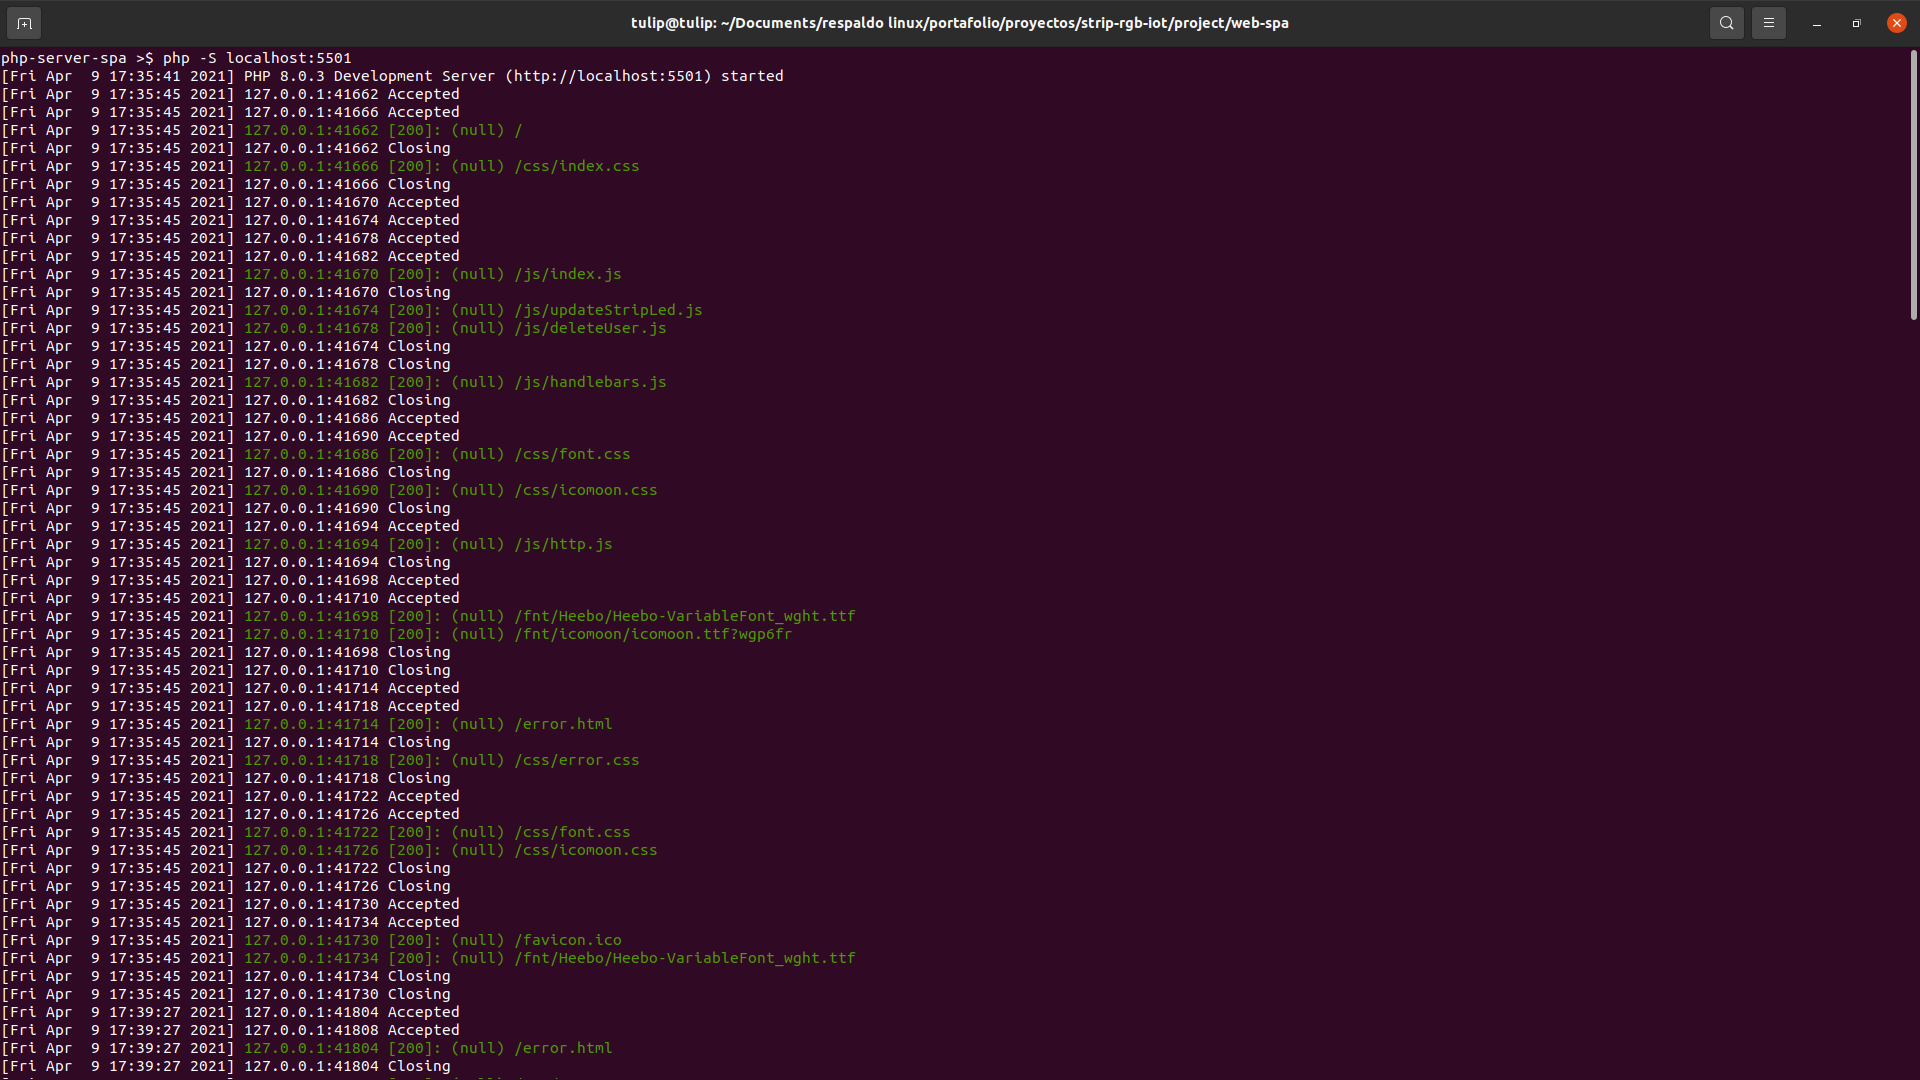 tulip@tulip: ~/Documents/respaldo linux/portafolio/proyectos/strip-rgb-iot/project/web-spa
php-server-spa >$ php -S localhost:5501
[Fri Apr  9 17:35:41 2021] PHP 8.0.3 Development Server (http://localhost:5501) started
[Fri Apr  9 17:35:45 2021] 127.0.0.1:41662 Accepted
[Fri Apr  9 17:35:45 2021] 127.0.0.1:41666 Accepted
[Fri Apr  9 17:35:45 2021] 127.0.0.1:41662 [200]: (null) /
[Fri Apr  9 17:35:45 2021] 127.0.0.1:41662 Closing
[Fri Apr  9 17:35:45 2021] 127.0.0.1:41666 [200]: (null) /css/index.css
[Fri Apr  9 17:35:45 2021] 127.0.0.1:41666 Closing
[Fri Apr  9 17:35:45 2021] 127.0.0.1:41670 Accepted
[Fri Apr  9 17:35:45 2021] 127.0.0.1:41674 Accepted
[Fri Apr  9 17:35:45 2021] 127.0.0.1:41678 Accepted
[Fri Apr  9 17:35:45 2021] 127.0.0.1:41682 Accepted
[Fri Apr  9 17:35:45 2021] 127.0.0.1:41670 [200]: (null) /js/index.js
[Fri Apr  9 17:35:45 2021] 127.0.0.1:41670 Closing
[Fri Apr  9 17:35:45 2021] 127.0.0.1:41674 [200]: (null) /js/updateStripLed.js
[Fri Apr  9 17:35:45 2021] 127.0.0.1:41678 [200]: (null) /js/deleteUser.js
[Fri Apr  9 17:35:45 2021] 127.0.0.1:41674 Closing
[Fri Apr  9 17:35:45 2021] 127.0.0.1:41678 Closing
[Fri Apr  9 17:35:45 2021] 127.0.0.1:41682 [200]: (null) /js/handlebars.js
[Fri Apr  9 17:35:45 2021] 127.0.0.1:41682 Closing
[Fri Apr  9 17:35:45 2021] 127.0.0.1:41686 Accepted
[Fri Apr  9 17:35:45 2021] 127.0.0.1:41690 Accepted
[Fri Apr  9 17:35:45 2021] 127.0.0.1:41686 [200]: (null) /css/font.css
[Fri Apr  9 17:35:45 2021] 127.0.0.1:41686 Closing
[Fri Apr  9 17:35:45 2021] 127.0.0.1:41690 [200]: (null) /css/icomoon.css
[Fri Apr  9 17:35:45 2021] 127.0.0.1:41690 Closing
[Fri Apr  9 17:35:45 2021] 127.0.0.1:41694 Accepted
[Fri Apr  9 17:35:45 2021] 127.0.0.1:41694 [200]: (null) /js/http.js
[Fri Apr  9 17:35:45 2021] 127.0.0.1:41694 Closing
[Fri Apr  9 17:35:45 2021] 127.0.0.1:41698 Accepted
[Fri Apr  9 17:35:45 2021] 127.0.0.1:41710 Accepted
[Fri Apr  9 17:35:45 2021] 127.0.0.1:41698 [200]: (null) /fnt/Heebo/Heebo-VariableFont_wght.ttf
[Fri Apr  9 17:35:45 2021] 127.0.0.1:41710 [200]: (null) /fnt/icomoon/icomoon.ttf?wgp6fr
[Fri Apr  9 17:35:45 2021] 127.0.0.1:41698 Closing
[Fri Apr  9 17:35:45 2021] 127.0.0.1:41710 Closing
[Fri Apr  9 17:35:45 2021] 127.0.0.1:41714 Accepted
[Fri Apr  9 17:35:45 2021] 127.0.0.1:41718 Accepted
[Fri Apr  9 17:35:45 2021] 127.0.0.1:41714 [200]: (null) /error.html
[Fri Apr  9 17:35:45 2021] 127.0.0.1:41714 Closing
[Fri Apr  9 17:35:45 2021] 127.0.0.1:41718 [200]: (null) /css/error.css
[Fri Apr  9 17:35:45 2021] 127.0.0.1:41718 Closing
[Fri Apr  9 17:35:45 2021] 127.0.0.1:41722 Accepted
[Fri Apr  9 17:35:45 2021] 127.0.0.1:41726 Accepted
[Fri Apr  9 17:35:45 2021] 127.0.0.1:41722 [200]: (null) /css/font.css
[Fri Apr  9 17:35:45 2021] 127.0.0.1:41726 [200]: (null) /css/icomoon.css
[Fri Apr  9 17:35:45 2021] 127.0.0.1:41722 Closing
[Fri Apr  9 17:35:45 2021] 127.0.0.1:41726 Closing
[Fri Apr  9 17:35:45 2021] 127.0.0.1:41730 Accepted
[Fri Apr  9 17:35:45 2021] 127.0.0.1:41734 Accepted
[Fri Apr  9 17:35:45 2021] 127.0.0.1:41730 [200]: (null) /favicon.ico
[Fri Apr  9 17:35:45 2021] 127.0.0.1:41734 [200]: (null) /fnt/Heebo/Heebo-VariableFont_wght.ttf
[Fri Apr  9 17:35:45 2021] 127.0.0.1:41734 Closing
[Fri Apr  9 17:35:45 2021] 127.0.0.1:41730 Closing
[Fri Apr  9 17:39:27 2021] 127.0.0.1:41804 Accepted
[Fri Apr  9 17:39:27 2021] 127.0.0.1:41808 Accepted
[Fri Apr  9 17:39:27 2021] 127.0.0.1:41804 [200]: (null) /error.html
[Fri Apr  9 17:39:27 2021] 127.0.0.1:41804 Closing